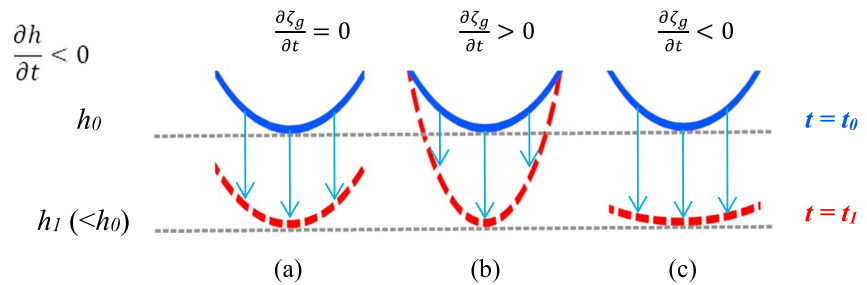 ∂h/∂t < 0
∂ζg/∂t = 0 ∂ζg/∂t > 0 ∂ζg/∂t < 0
h0 t = t0
h1 (<h0) t = t1
(a) (b) (c)